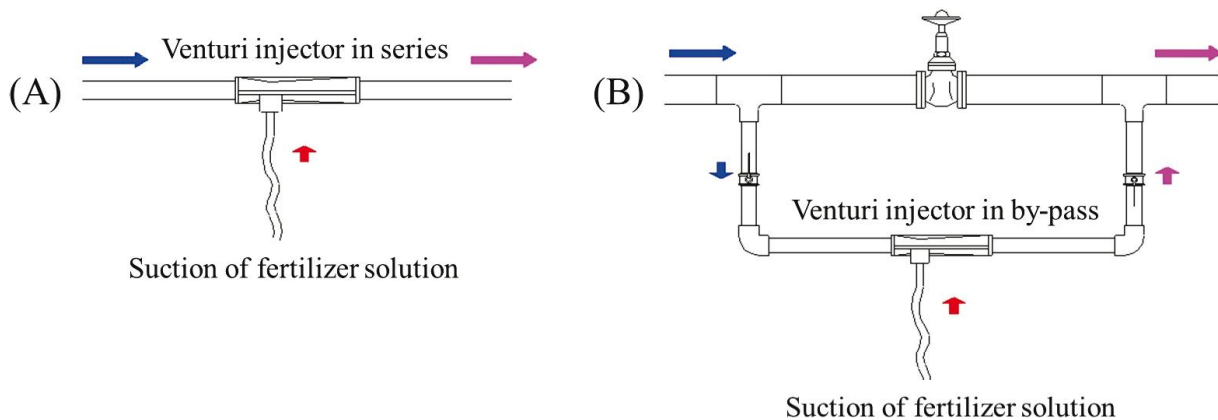 (A)
Venturi injector in series
Suction of fertilizer solution
(B)
Venturi injector in by-pass
Suction of fertilizer solution